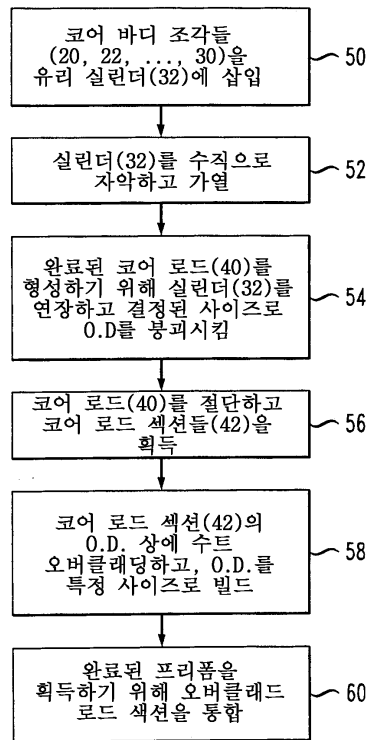 코어 바디 조각들
(20, 22, ..., 30)을
유리 실린더(32)에 삽입
50
실린더(32)를 수직으로
자악하고 가열
52
완료된 코어 로드(40)를
형성하기 위해 실린더(32)를
연장하고 결정된 사이즈로
O.D를 붕괴시킴
54
코어 로드(40)를 절단하고
코어 로드 섹션들(42)을
획득
56
코어 로드 섹션(42)의
O.D. 상에 수트
오버클래딩하고, O.D.를
특정 사이즈로 빌드
58
완료된 프리폼을
획득하기 위해 오버클래드
로드 색션을 통합
60